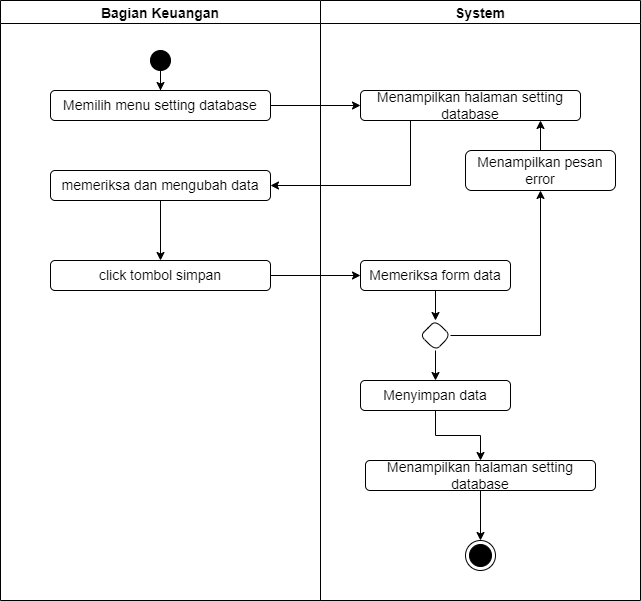 Bagian Keuangan
System
Memilih menu setting database
Menampilkan halaman setting
database
Menampilkan pesan
error
memeriksa dan mengubah data
click tombol simpan
Memeriksa form data
Menyimpan data
Menampilkan halaman setting
database